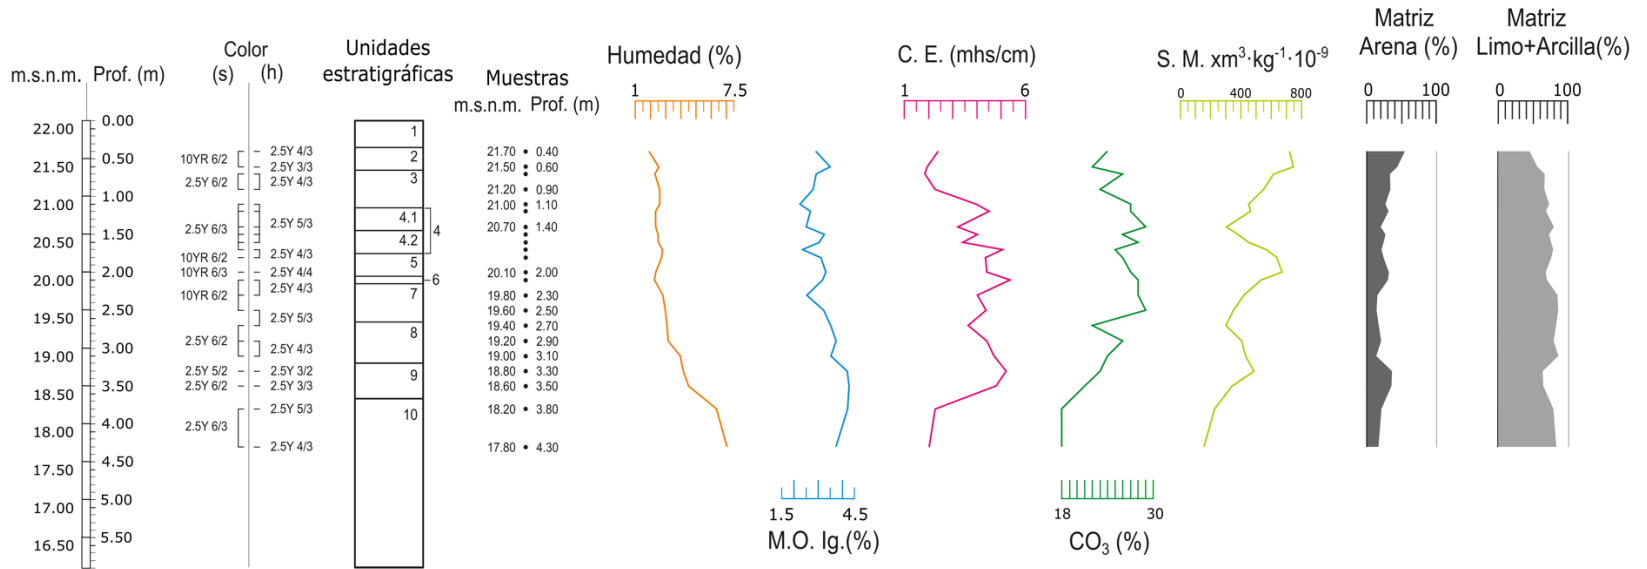 m.s.n.m. Prof. (m)
Color
(s) (h)
Unidades
estratigráficas
Muestras
m.s.n.m. Prof. (m)
Humedad (%)
1 7.5
C. E. (mhs/cm)
1 6
S. M. xm³·kg⁻¹·10⁻⁹
0 400 800
Matriz
Arena (%)
0 100
Matriz
Limo+Arcilla(%)
0 100
22.00
21.50
21.00
20.50
20.00
19.50
19.00
18.50
18.00
17.50
17.00
16.50
0.00
0.50
1.00
1.50
2.00
2.50
3.00
3.50
4.00
4.50
5.00
5.50
10YR 6/2
2.5Y 6/2
2.5Y 6/3
10YR 6/2
10YR 6/3
10YR 6/2
2.5Y 6/2
2.5Y 5/2
2.5Y 6/2
2.5Y 6/3
2.5Y 4/3
2.5Y 3/3
2.5Y 4/3
2.5Y 5/3
2.5Y 4/3
2.5Y 4/4
2.5Y 4/3
2.5Y 5/3
2.5Y 4/3
2.5Y 3/2
2.5Y 3/3
2.5Y 5/3
2.5Y 4/3
1
2
3
4.1
4
4.2
5
6
7
8
9
10
21.70 • 0.40
21.50 • 0.60
21.20 • 0.90
21.00 • 1.10
20.70 • 1.40
20.10 • 2.00
19.80 • 2.30
19.60 • 2.50
19.40 • 2.70
19.20 • 2.90
19.00 • 3.10
18.80 • 3.30
18.60 • 3.50
18.20 • 3.80
17.80 • 4.30
1.5 4.5
M.O. Ig.(%)
18 30
CO₃ (%)